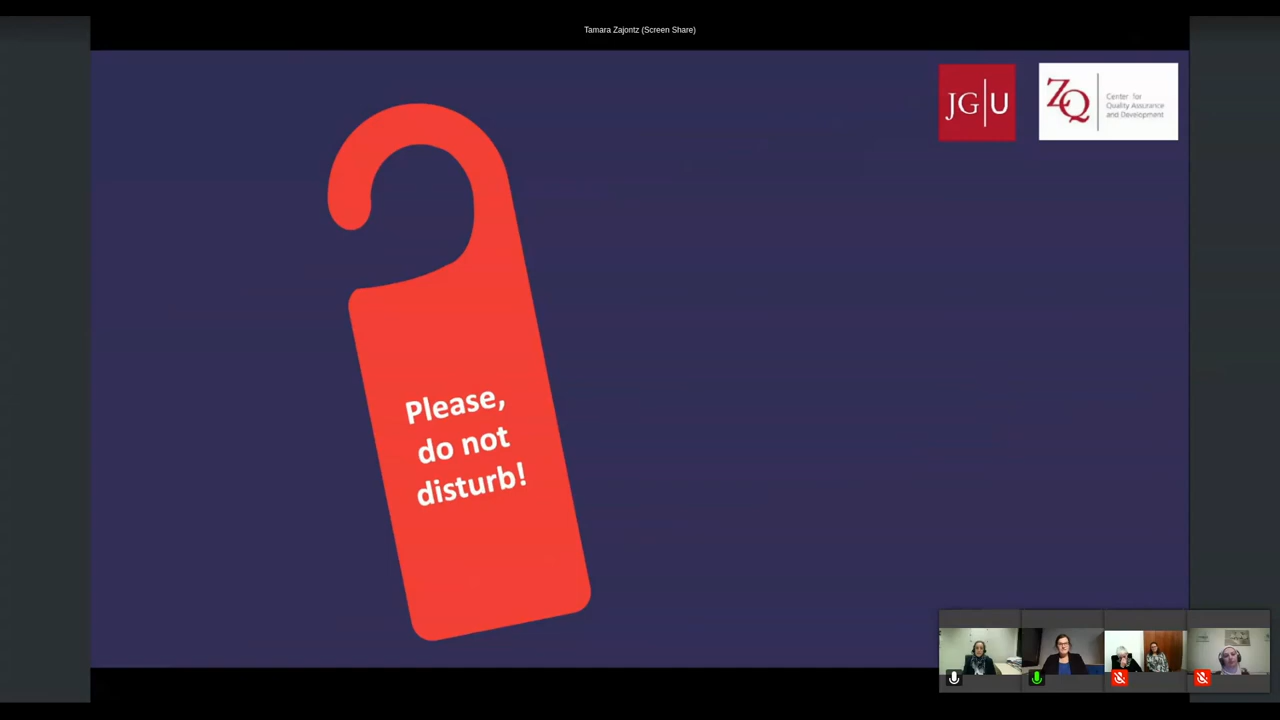 Tamara Zajontz (Screen Share)
JG|U
ZQ
Center for
Quality Assurance
and Development
Please,
do not
disturb!